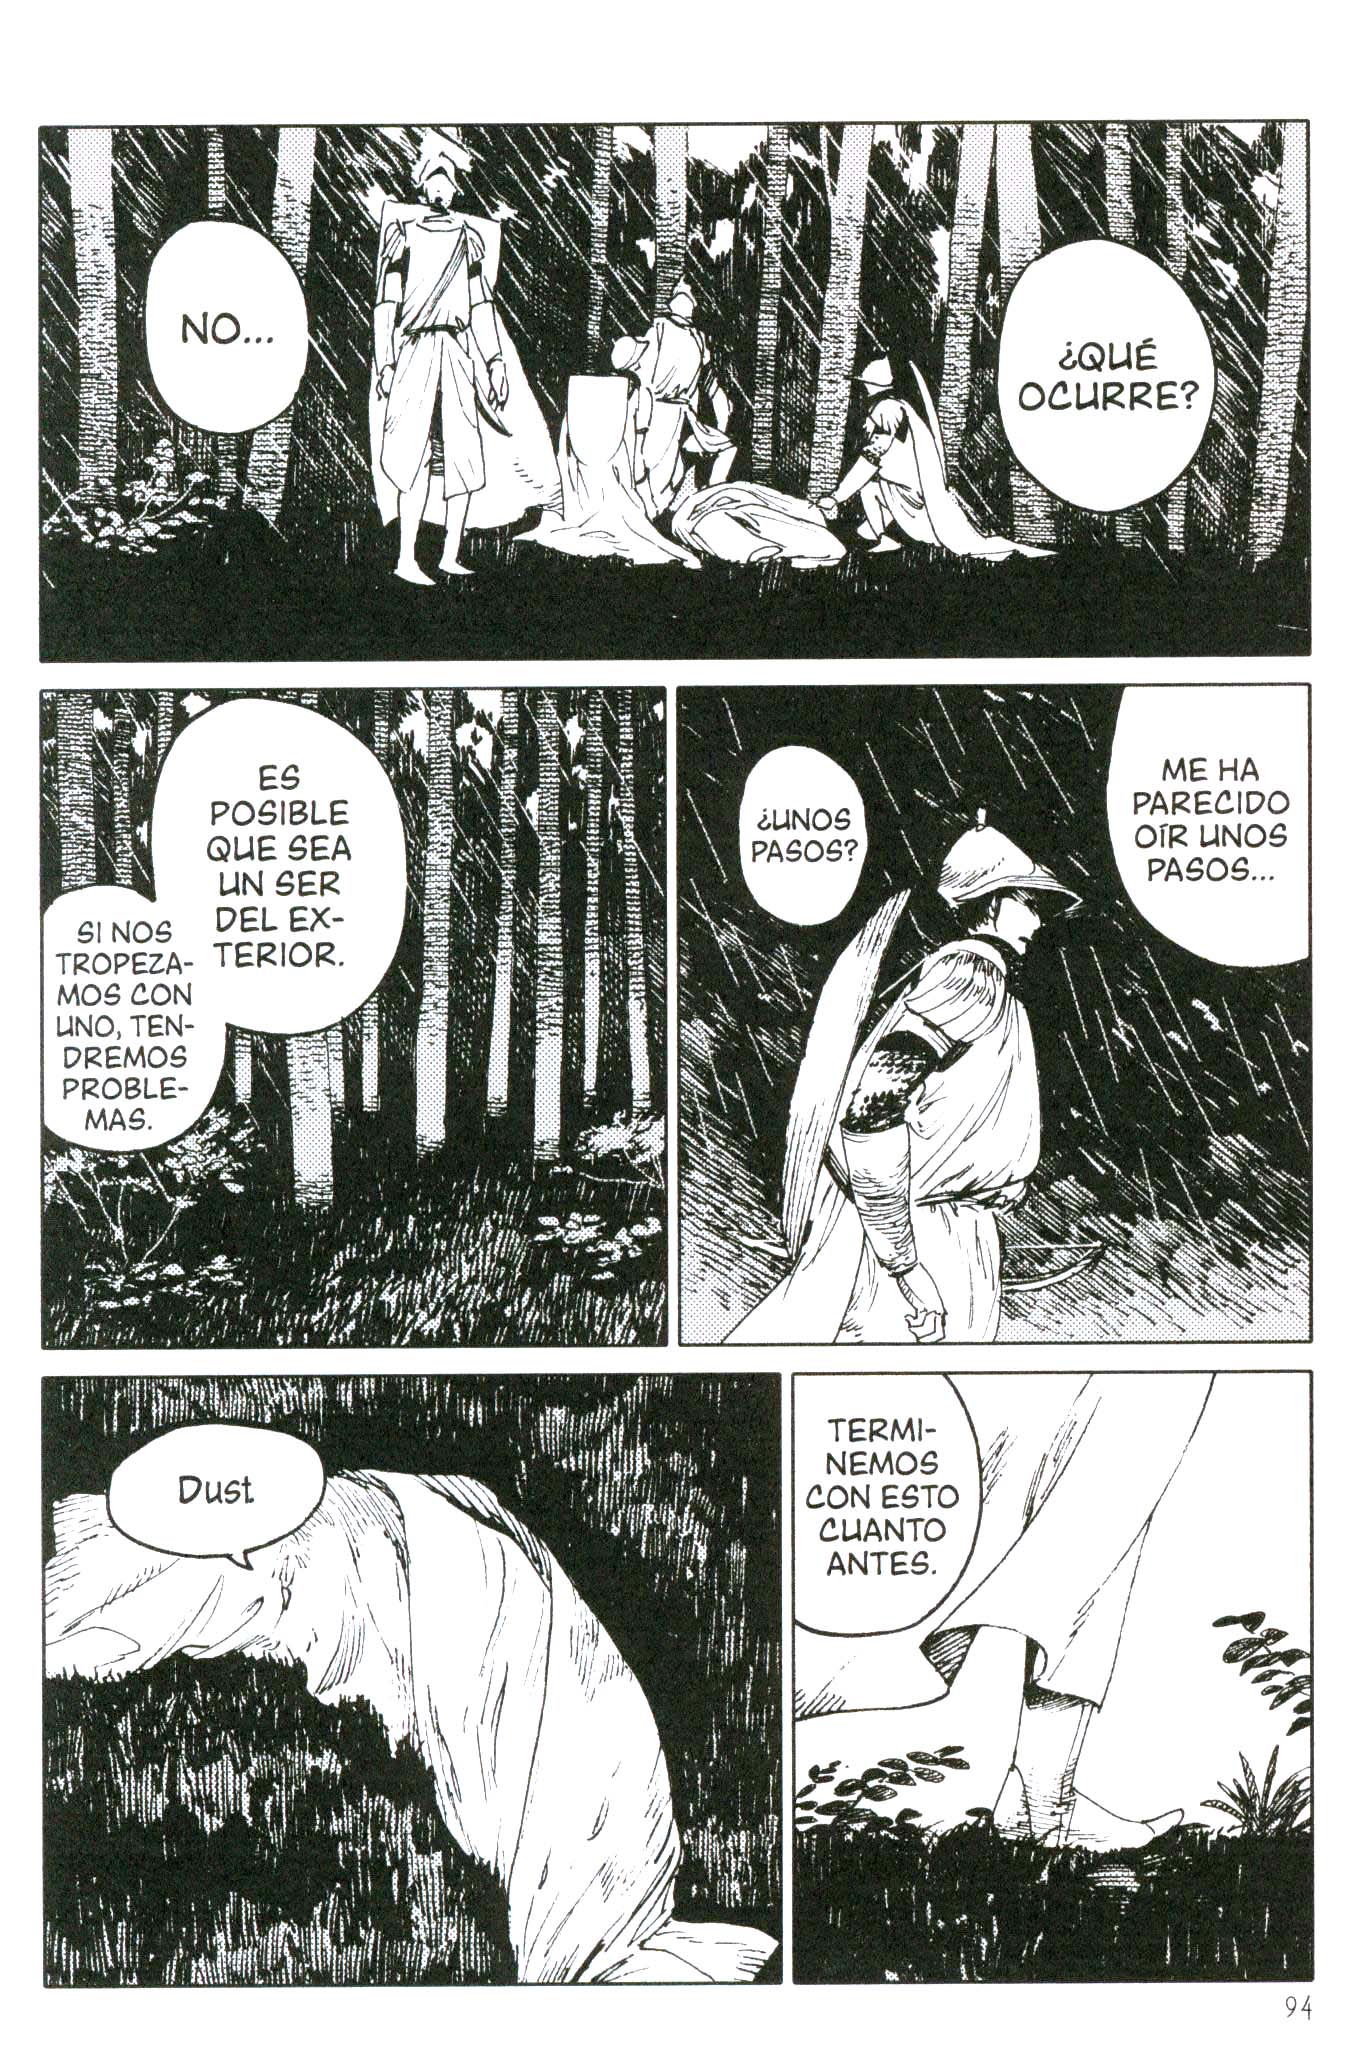 ¿QUÉ
OCURRE?
NO...
ME HA
PARECIDO
OÍR UNOS
PASOS...
¿UNOS
PASOS?
ES
POSIBLE
QUE SEA
UN SER
DEL EX-
TERIOR.
SI NOS
TROPEZA-
MOS CON
UNO, TEN-
DREMOS
PROBLE-
MAS.
TERMI-
NEMOS
CON ESTO
CUANTO
ANTES.
Dust
94